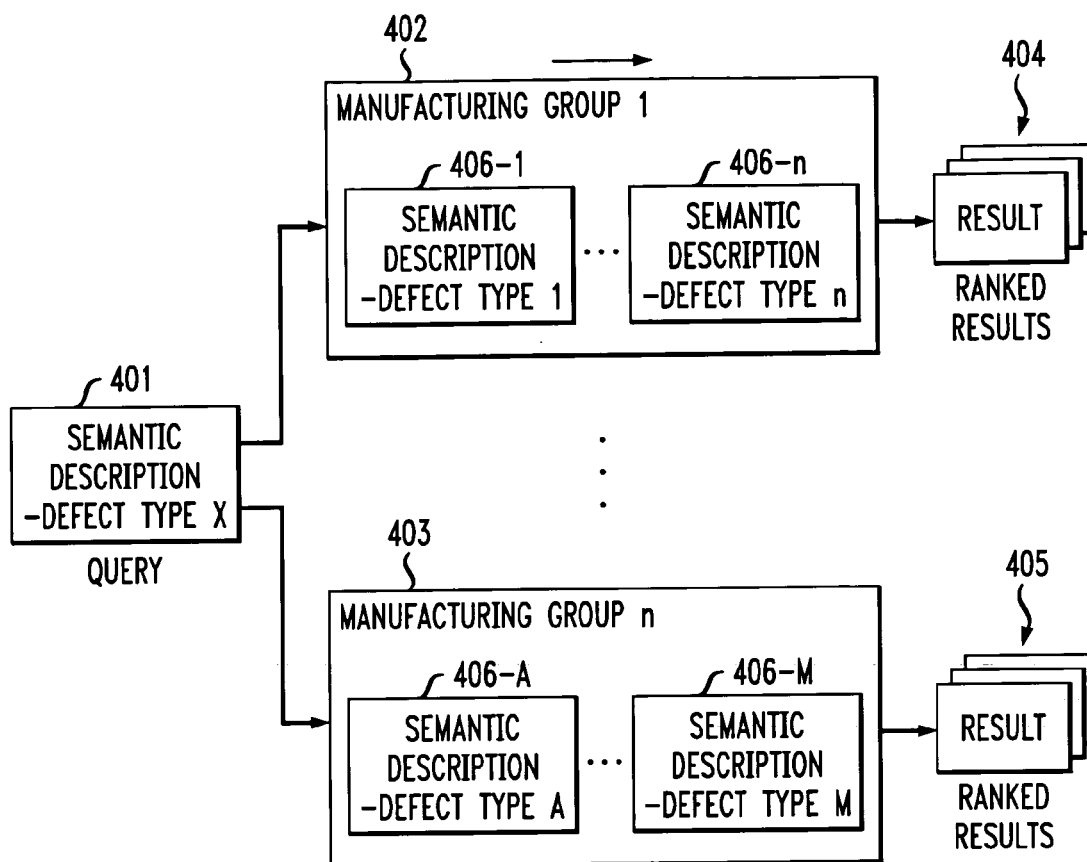 402
MANUFACTURING GROUP 1
406-1
SEMANTIC
DESCRIPTION
-DEFECT TYPE 1
...
406-n
SEMANTIC
DESCRIPTION
-DEFECT TYPE n
404
RESULT
RANKED
RESULTS
401
SEMANTIC
DESCRIPTION
-DEFECT TYPE X
QUERY
403
MANUFACTURING GROUP n
406-A
SEMANTIC
DESCRIPTION
-DEFECT TYPE A
...
406-M
SEMANTIC
DESCRIPTION
-DEFECT TYPE M
405
RESULT
RANKED
RESULTS